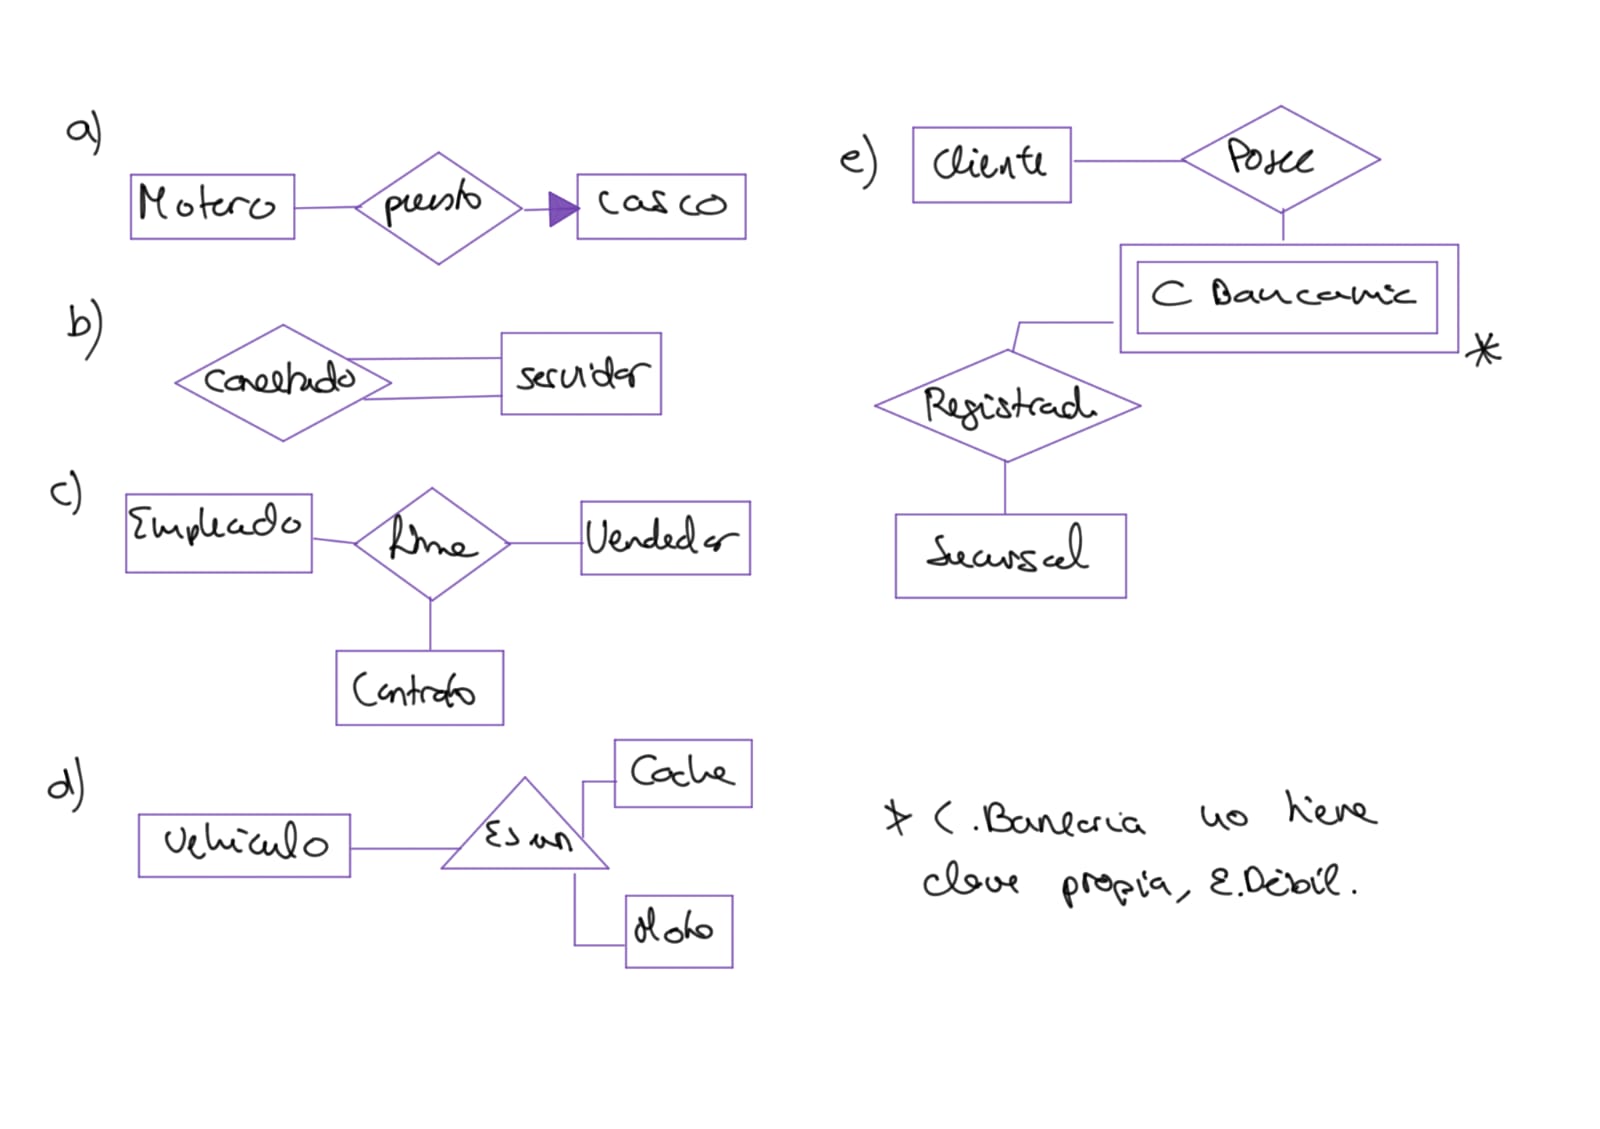 a)
Motero puesto casco
b)
conectado servidor
c)
Empleado firma Vendedor
Contrato
d)
Coche
Vehiculo Es un
Moto
e) Cliente Posee
C Bancaria
*
Registrad
Sucursal
* C.Bancaria no tiene
clave propia, E.Débil.